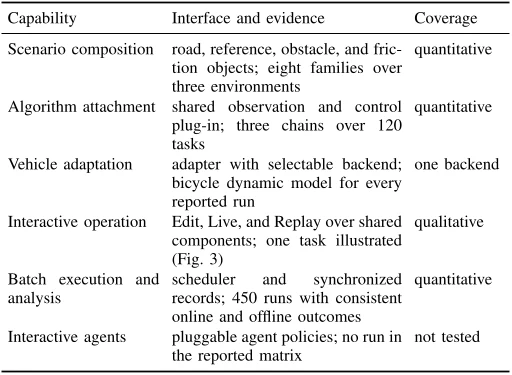 Capability Interface and evidence Coverage
Scenario composition road, reference, obstacle, and fric- quantitative
tion objects; eight families over
three environments
Algorithm attachment shared observation and control quantitative
plug-in; three chains over 120
tasks
Vehicle adaptation adapter with selectable backend; one backend
bicycle dynamic model for every
reported run
Interactive operation Edit, Live, and Replay over shared qualitative
components; one task illustrated
(Fig. 3)
Batch execution and scheduler and synchronized quantitative
analysis records; 450 runs with consistent
online and offline outcomes
Interactive agents pluggable agent policies; no run in not tested
the reported matrix